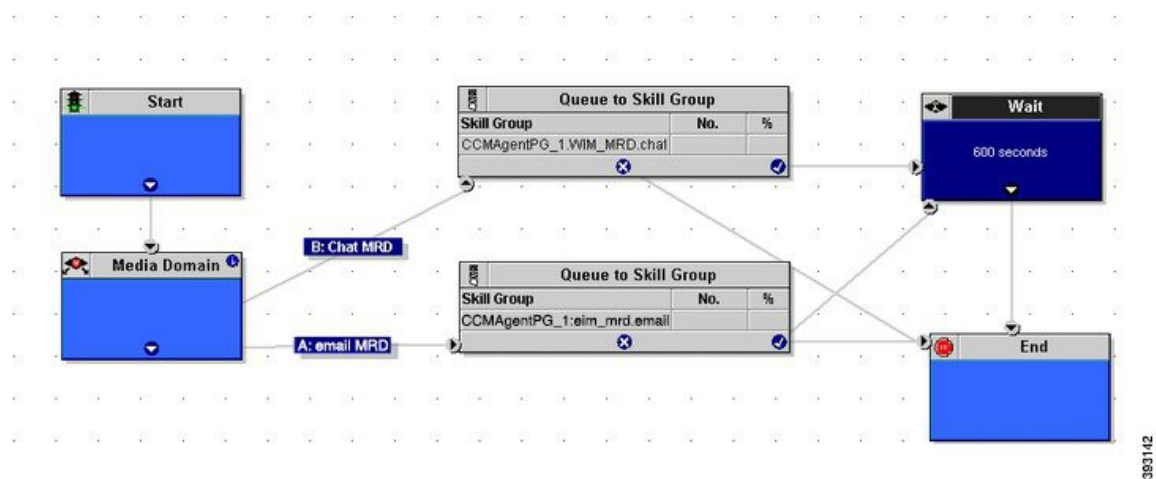 Start
Queue to Skill Group
Skill Group No. %
CCMAgentPG_1.WIM_MRD.chat
Wait
600 seconds
B: Chat MRD
Media Domain
Queue to Skill Group
Skill Group No. %
CCMAgentPG_1:eim_mrd.email
A: email MRD
End
393142